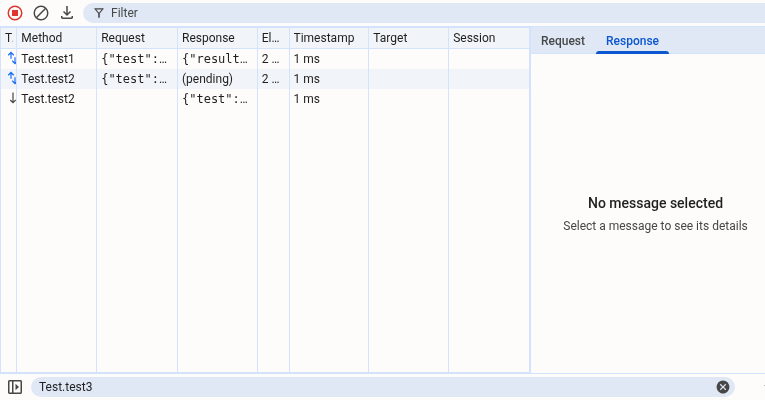 Filter
T. Method Request Response El… Timestamp Target Session
Test.test1 {"test":… {"result… 2 … 1 ms
Test.test2 {"test":… (pending) 2 … 1 ms
Test.test2 {"test":… 1 ms
Request Response
No message selected
Select a message to see its details
Test.test3